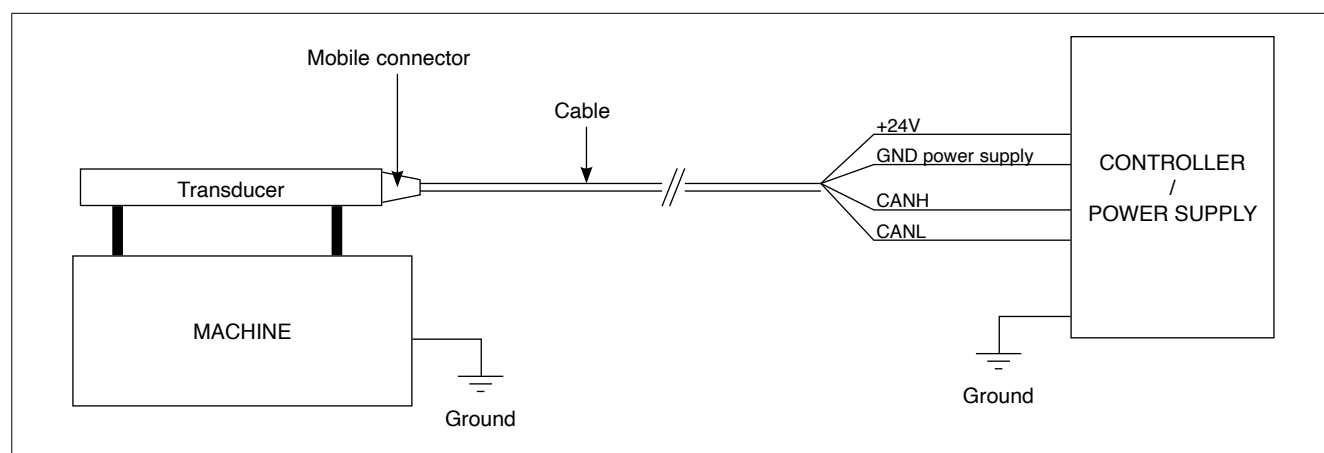 Mobile connector
Cable
+24V
GND power supply
CANH
CANL
CONTROLLER
/
POWER SUPPLY
Transducer
MACHINE
Ground
Ground